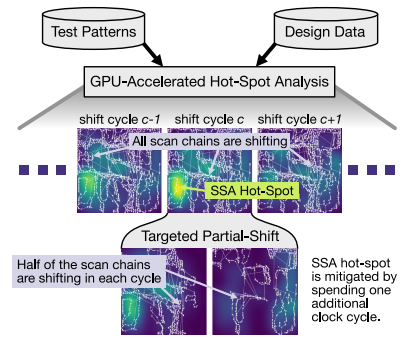 Test Patterns
Design Data
GPU-Accelerated Hot-Spot Analysis
shift cycle c-1
shift cycle c
shift cycle c+1
All scan chains are shifting
SSA Hot-Spot
Targeted Partial-Shift
Half of the scan chains
are shifting in each cycle
SSA hot-spot
is mitigated by
spending one
additional
clock cycle.